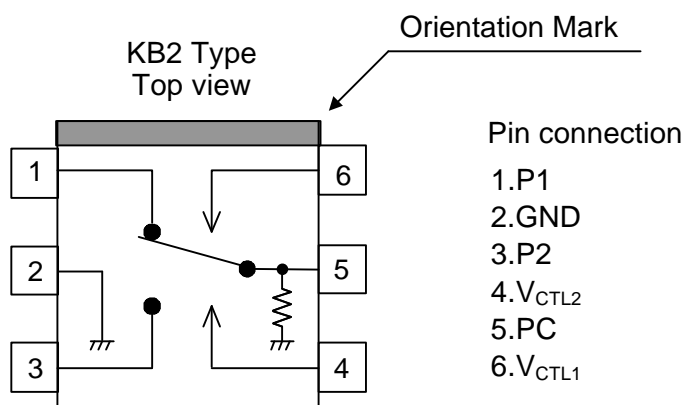 Orientation Mark
KB2 Type
Top view
Pin connection
1
6
2
5
3
4
1.P1
2.GND
3.P2
4.VCTL2
5.PC
6.VCTL1